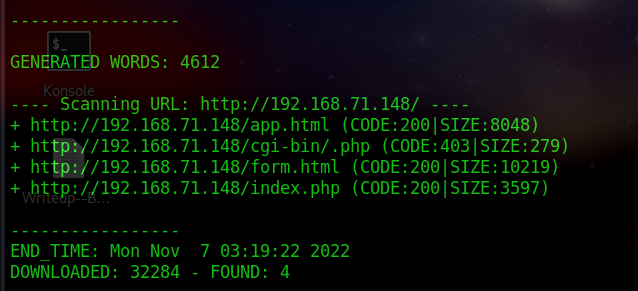 -----------------
GENERATED WORDS: 4612
$_
Konsole
---- Scanning URL: http://192.168.71.148/ ----
+ http://192.168.71.148/app.html (CODE:200|SIZE:8048)
+ http://192.168.71.148/cgi-bin/.php (CODE:403|SIZE:279)
+ http://192.168.71.148/form.html (CODE:200|SIZE:10219)
+ http://192.168.71.148/index.php (CODE:200|SIZE:3597)
Writeup--B...
-----------------
END_TIME: Mon Nov  7 03:19:22 2022
DOWNLOADED: 32284 - FOUND: 4